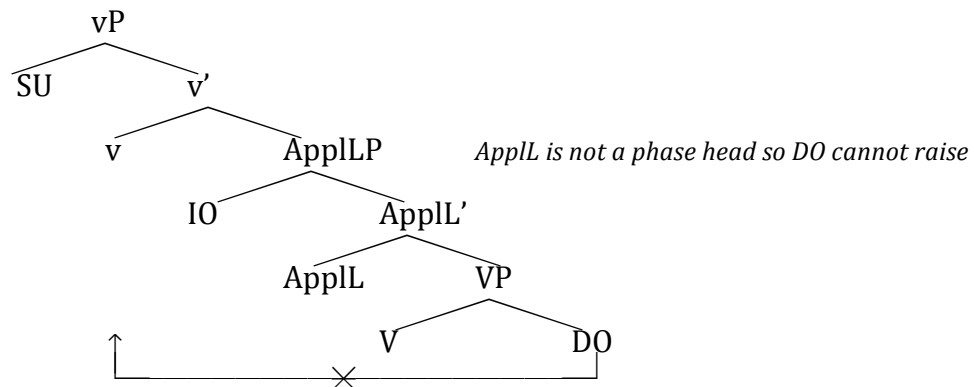 vP
SU v’
v ApplLP ApplL is not a phase head so DO cannot raise
IO ApplL’
ApplL VP
V DO